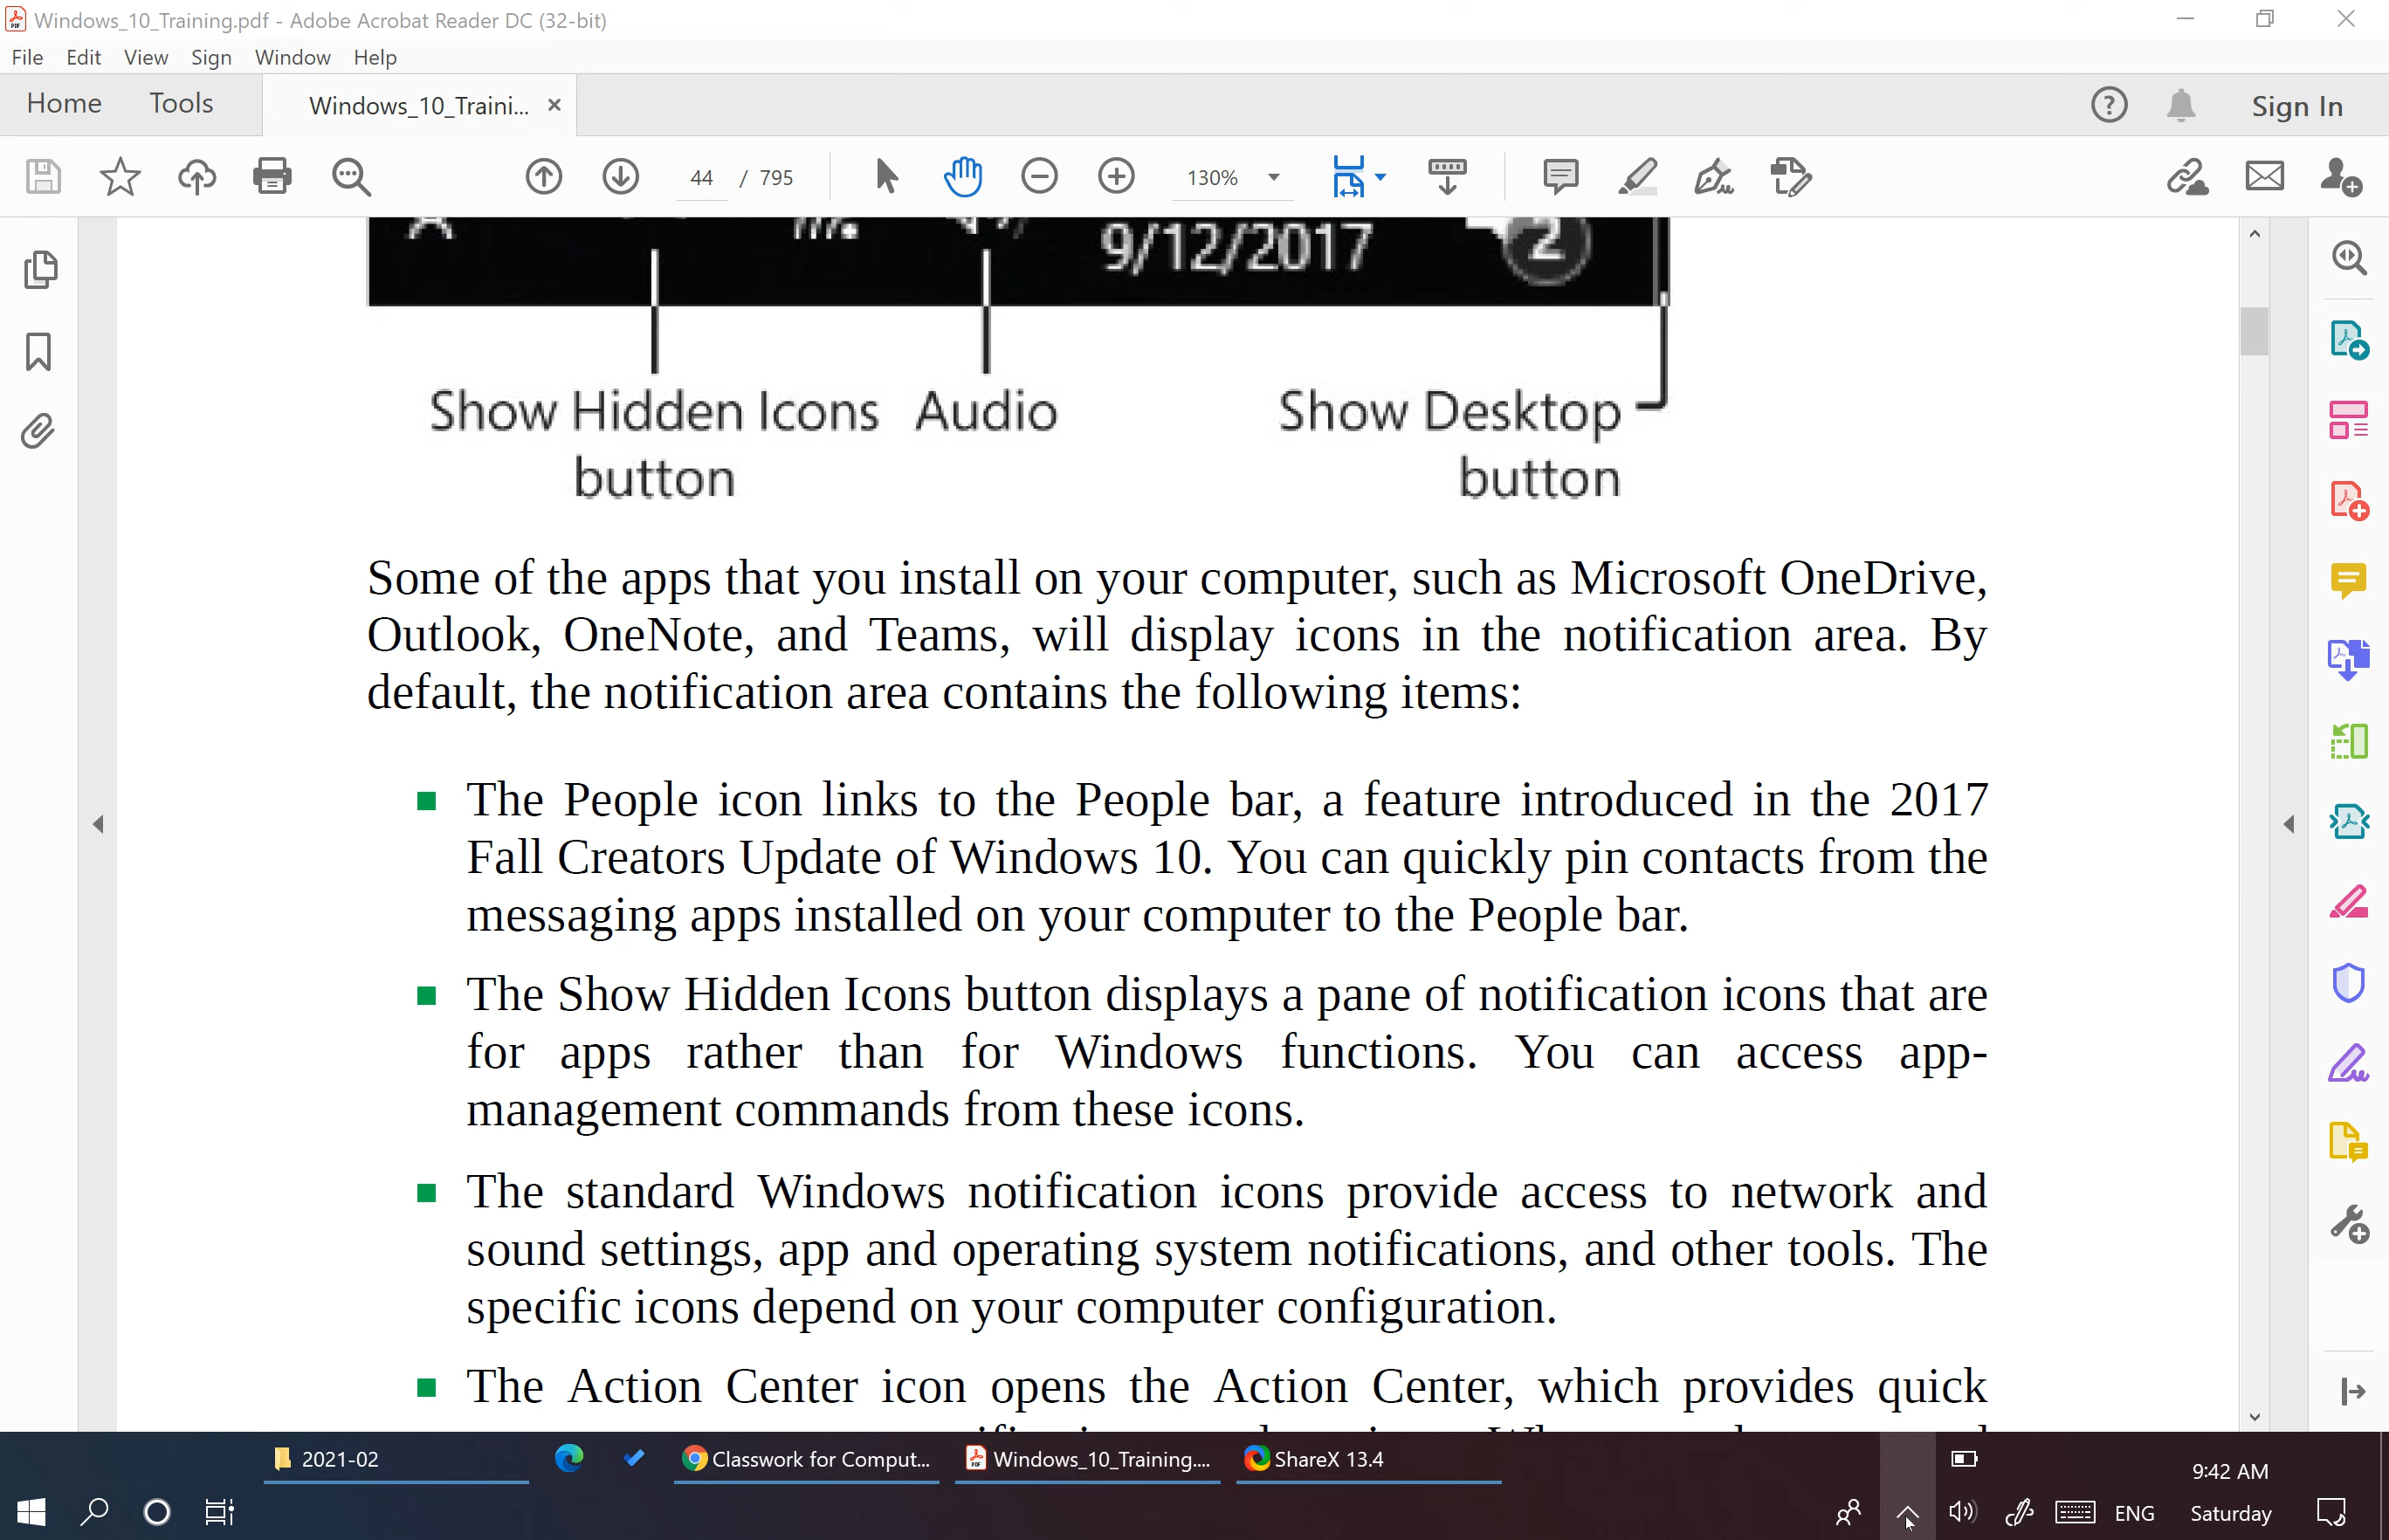 Windows_10_Training.pdf - Adobe Acrobat Reader DC (32-bit)
File Edit View Sign Window Help
Home Tools Windows_10_Traini... Sign In
44 / 795 130%
9/12/2017 2
Show Hidden Icons button
Audio
Show Desktop button
Some of the apps that you install on your computer, such as Microsoft OneDrive,
Outlook, OneNote, and Teams, will display icons in the notification area. By
default, the notification area contains the following items:
The People icon links to the People bar, a feature introduced in the 2017
Fall Creators Update of Windows 10. You can quickly pin contacts from the
messaging apps installed on your computer to the People bar.
The Show Hidden Icons button displays a pane of notification icons that are
for apps rather than for Windows functions. You can access app-
management commands from these icons.
The standard Windows notification icons provide access to network and
sound settings, app and operating system notifications, and other tools. The
specific icons depend on your computer configuration.
The Action Center icon opens the Action Center, which provides quick
2021-02 Classwork for Comput... Windows_10_Training.... ShareX 13.4
9:42 AM
ENG Saturday